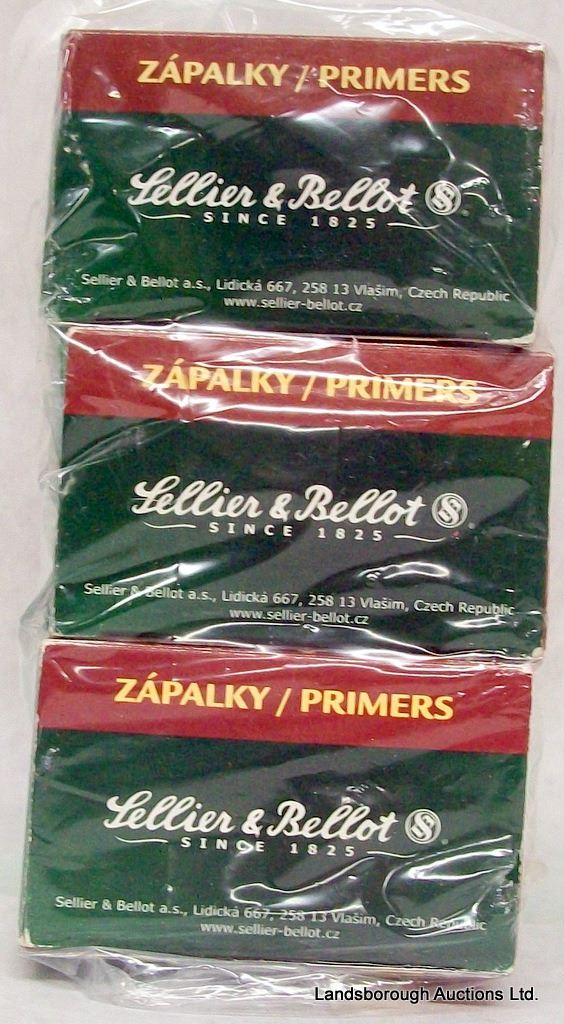 ZÁPALKY / PRIMERS
Sellier & Bellot
SINCE 1825
Sellier & Bellot a.s., Lidická 667, 258 13 Vlašim, Czech Republic
www.sellier-bellot.cz
ZÁPALKY / PRIMERS
Sellier & Bellot
SINCE 1825
Sellier & Bellot a.s., Lidická 667, 258 13 Vlašim, Czech Republic
www.sellier-bellot.cz
ZÁPALKY / PRIMERS
Sellier & Bellot
SINCE 1825
Sellier & Bellot a.s., Lidická 667, 258 13 Vlašim, Czech Republic
www.sellier-bellot.cz
Landsborough Auctions Ltd.